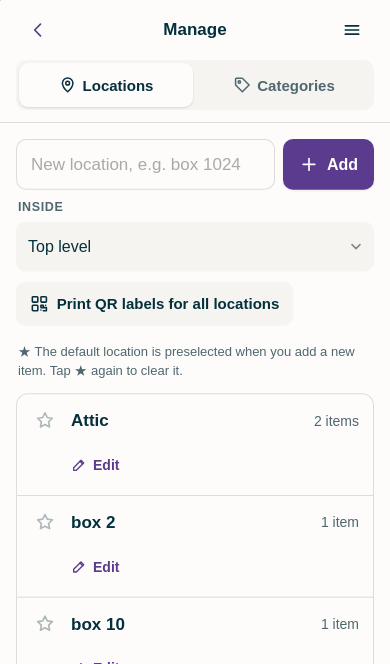 Manage
Locations
Categories
New location, e.g. box 1024
Add
INSIDE
Top level
Print QR labels for all locations
★ The default location is preselected when you add a new
item. Tap ★ again to clear it.
Attic
2 items
Edit
box 2
1 item
Edit
box 10
1 item